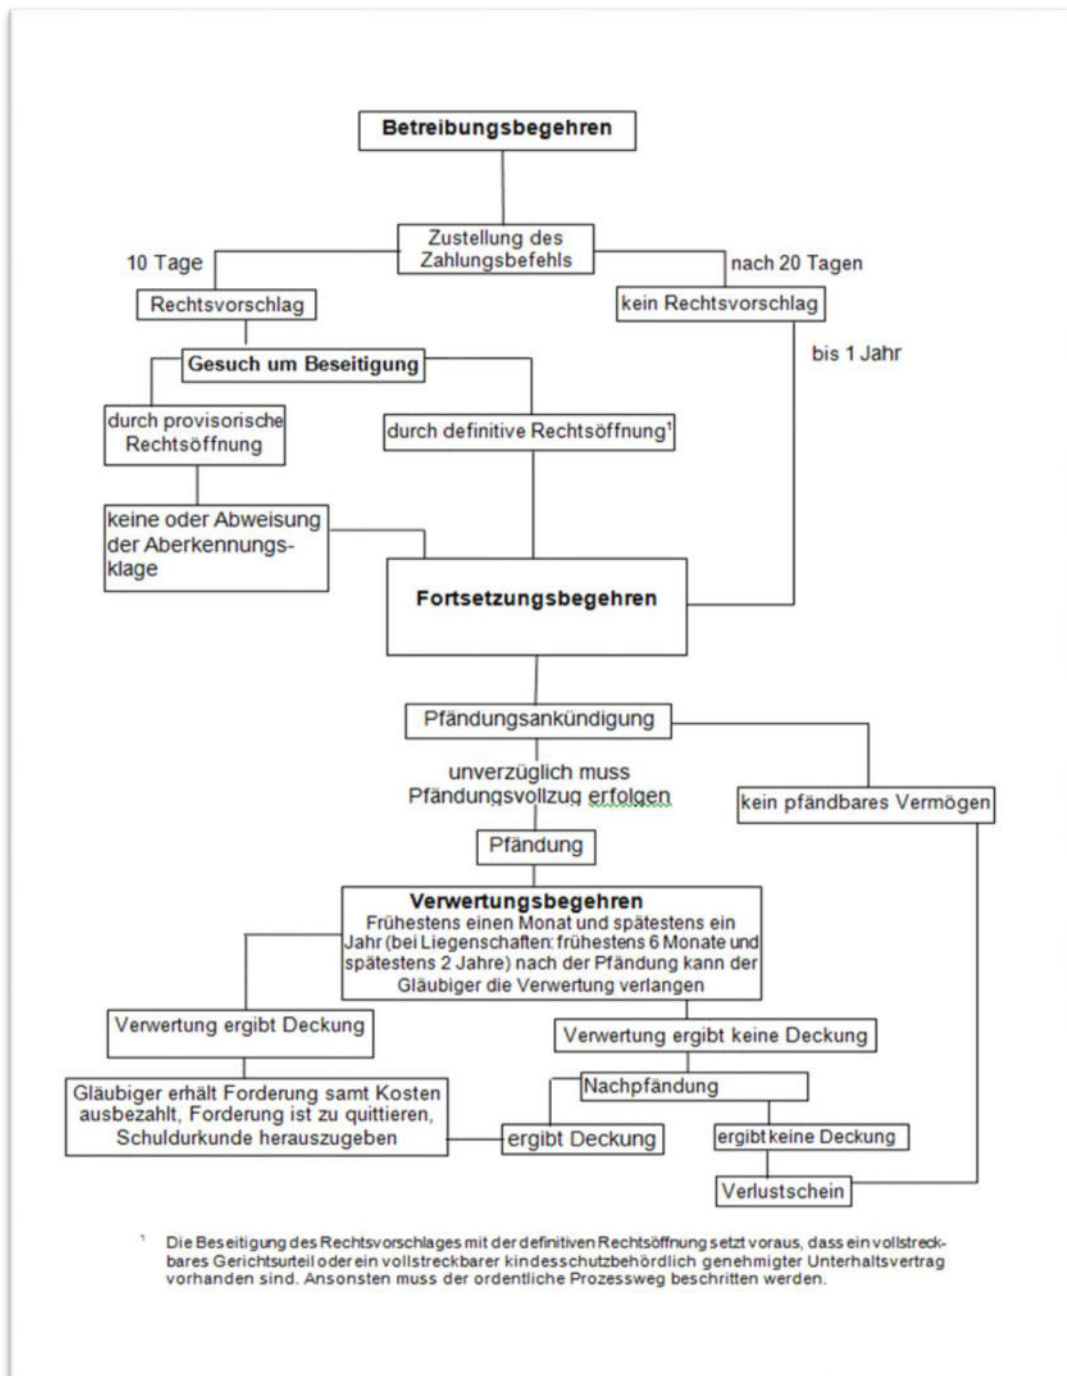 Betreibungsbegehren
Zustellung des
Zahlungsbefehls
10 Tage
nach 20 Tagen
Rechtsvorschlag
kein Rechtsvorschlag
bis 1 Jahr
Gesuch um Beseitigung
durch provisorische
Rechtsöffnung
durch definitive Rechtsöffnung¹
keine oder Abweisung
der Aberkennungs-
klage
Fortsetzungsbegehren
Pfändungsankündigung
unverzüglich muss
Pfändungsvollzug erfolgen
kein pfändbares Vermögen
Pfändung
Verwertungsbegehren
Frühestens einen Monat und spätestens ein
Jahr (bei Liegenschaften: frühestens 6 Monate und
spätestens 2 Jahre) nach der Pfändung kann der
Gläubiger die Verwertung verlangen
Verwertung ergibt Deckung
Verwertung ergibt keine Deckung
Gläubiger erhält Forderung samt Kosten
ausbezahlt, Forderung ist zu quittieren,
Schuldurkunde herauszugeben
Nachpfändung
ergibt Deckung
ergibt keine Deckung
Verlustschein
¹ Die Beseitigung des Rechtsvorschlages mit der definitiven Rechtsöffnung setzt voraus, dass ein vollstreck-
bares Gerichtsurteil oder ein vollstreckbarer kindesschutzbehördlich genehmigter Unterhaltsvertrag
vorhanden sind. Ansonsten muss der ordentliche Prozessweg beschritten werden.